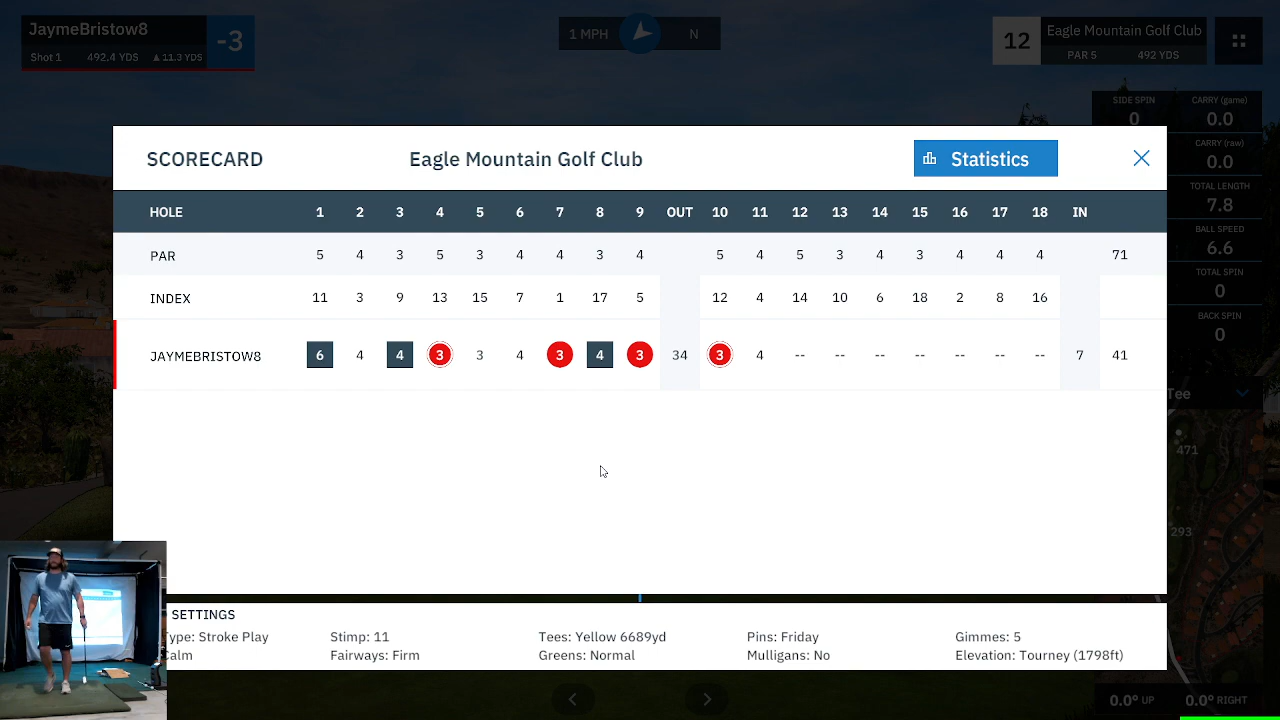 JaymeBristow8
-3
Shot 1 492.4 YDS ▲11.3 YDS
1 MPH N
12 Eagle Mountain Golf Club
PAR 5 492 YDS
SIDE SPIN CARRY (game)
0 0.0
CARRY (raw)
0.0
TOTAL LENGTH
7.8
BALL SPEED
6.6
TOTAL SPIN
0
BACK SPIN
0
SCORECARD Eagle Mountain Golf Club Statistics
HOLE 1 2 3 4 5 6 7 8 9 OUT 10 11 12 13 14 15 16 17 18 IN
PAR 5 4 3 5 3 4 4 3 4 5 4 5 3 4 3 4 4 4 71
INDEX 11 3 9 13 15 7 1 17 5 12 4 14 10 6 18 2 8 16
JAYMEBRISTOW8 6 4 4 3 3 4 3 4 3 34 3 4 -- -- -- -- -- -- -- 7 41
Tee
471
293
SETTINGS
Type: Stroke Play Stimp: 11 Tees: Yellow 6689yd Pins: Friday Gimmes: 5
Calm Fairways: Firm Greens: Normal Mulligans: No Elevation: Tourney (1798ft)
0.0° UP 0.0° RIGHT